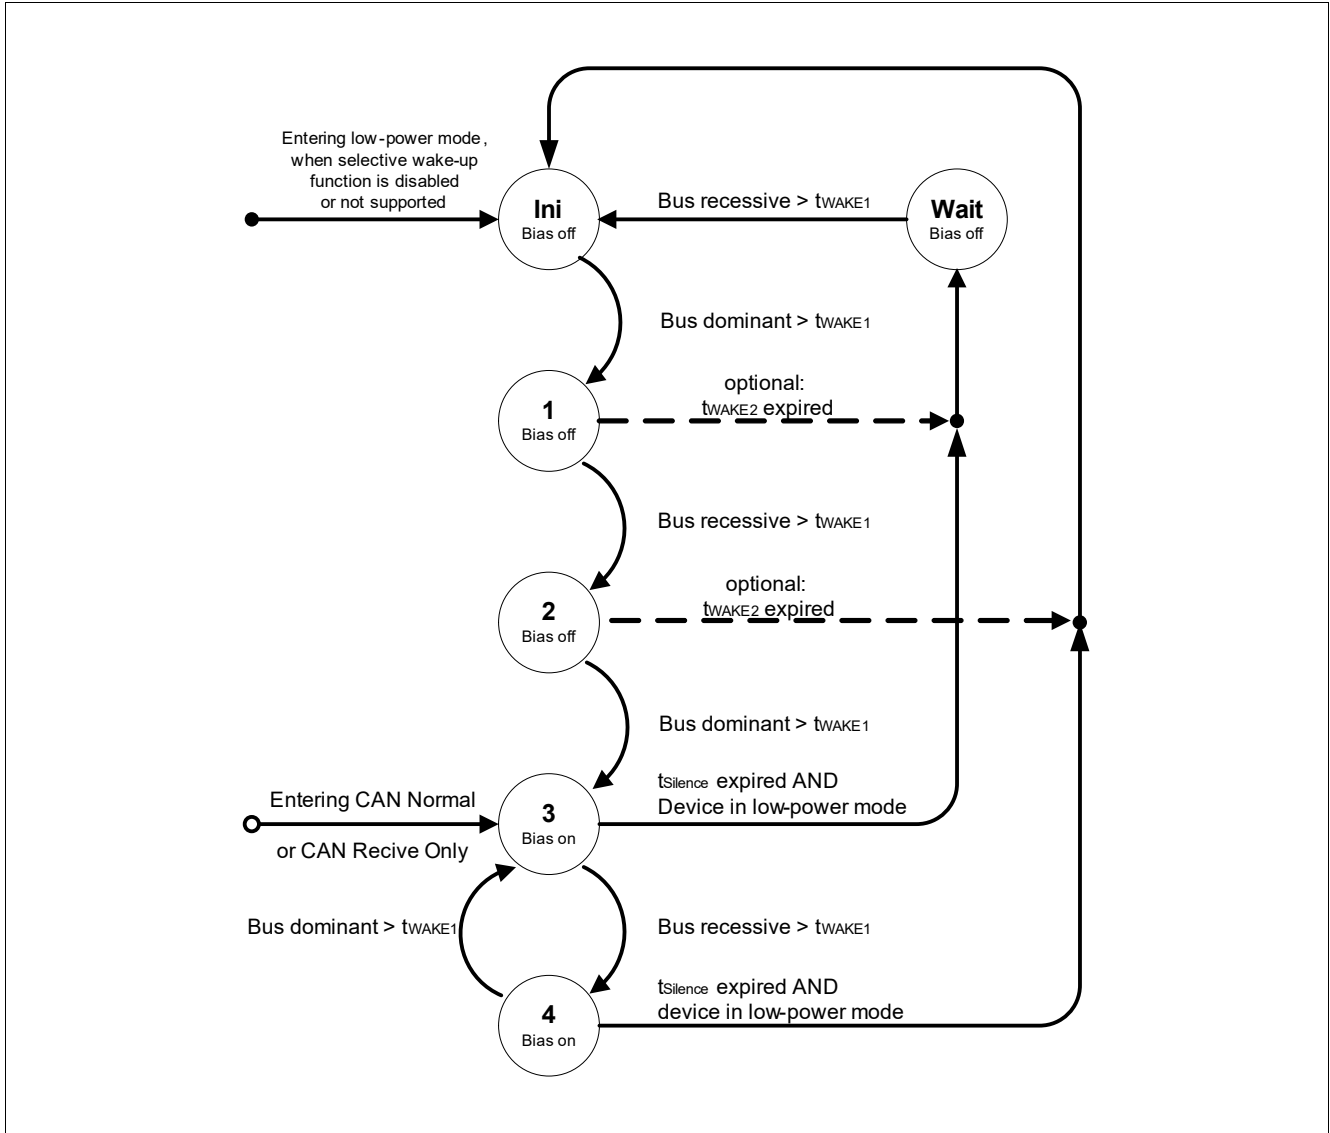 Entering low-power mode,
when selective wake-up
function is disabled
or not supported
Ini
Bias off
Bus recessive > tWAKE1
Wait
Bias off
Bus dominant > tWAKE1
optional:
tWAKE2 expired
1
Bias off
Bus recessive > tWAKE1
optional:
tWAKE2 expired
2
Bias off
Bus dominant > tWAKE1
tSilence expired AND
Device in low-power mode
Entering CAN Normal
or CAN Recive Only
3
Bias on
Bus dominant > tWAKE1
Bus recessive > tWAKE1
tSilence expired AND
device in low-power mode
4
Bias on